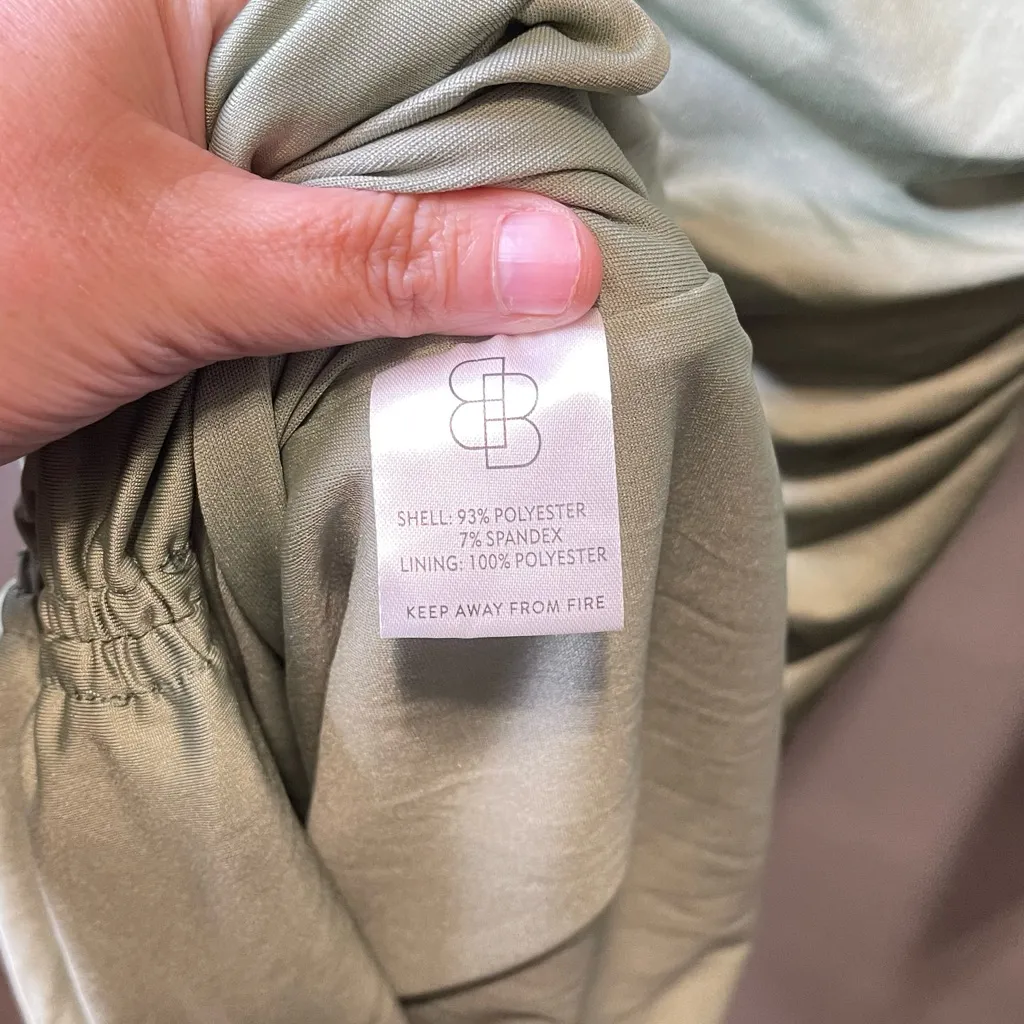 SHELL: 93% POLYESTER
7% SPANDEX
LINING: 100% POLYESTER
KEEP AWAY FROM FIRE